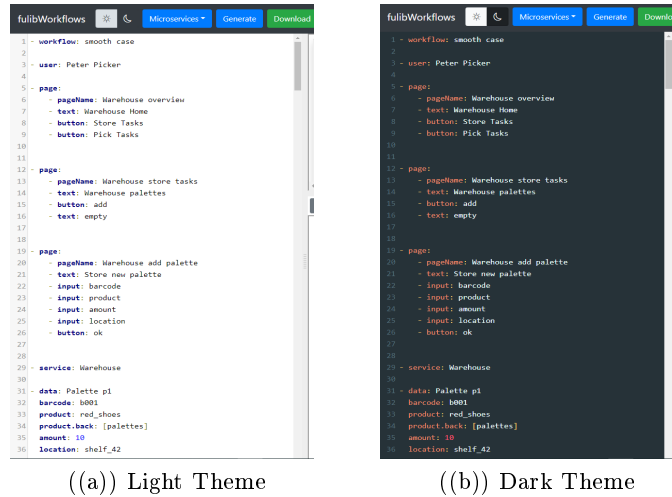 fulibWorkflows Microservices Generate Download
1 - workflow: smooth case
2
3 - user: Peter Picker
4
5 - page:
6 - pageName: Warehouse overview
7 - text: Warehouse Home
8 - button: Store Tasks
9 - button: Pick Tasks
10
11
12 - page:
13 - pageName: Warehouse store tasks
14 - text: Warehouse palettes
15 - button: add
16 - text: empty
17
18
19 - page:
20 - pageName: Warehouse add palette
21 - text: Store new palette
22 - input: barcode
23 - input: product
24 - input: amount
25 - input: location
26 - button: ok
27
28
29 - service: Warehouse
30
31 - data: Palette p1
32 barcode: b001
33 product: red_shoes
34 product.back: [palettes]
35 amount: 10
36 location: shelf_42
((a)) Light Theme
fulibWorkflows Microservices Generate Downlo
1 - workflow: smooth case
2
3 - user: Peter Picker
4
5 - page:
6 - pageName: Warehouse overview
7 - text: Warehouse Home
8 - button: Store Tasks
9 - button: Pick Tasks
10
11
12 - page:
13 - pageName: Warehouse store tasks
14 - text: Warehouse palettes
15 - button: add
16 - text: empty
17
18
19 - page:
20 - pageName: Warehouse add palette
21 - text: Store new palette
22 - input: barcode
23 - input: product
24 - input: amount
25 - input: location
26 - button: ok
27
28
29 - service: Warehouse
30
31 - data: Palette p1
32 barcode: b001
33 product: red_shoes
34 product.back: [palettes]
35 amount: 10
36 location: shelf_42
((b)) Dark Theme